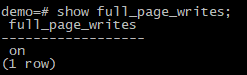 demo=# show full_page_writes;
 full_page_writes
------------------
 on
(1 row)